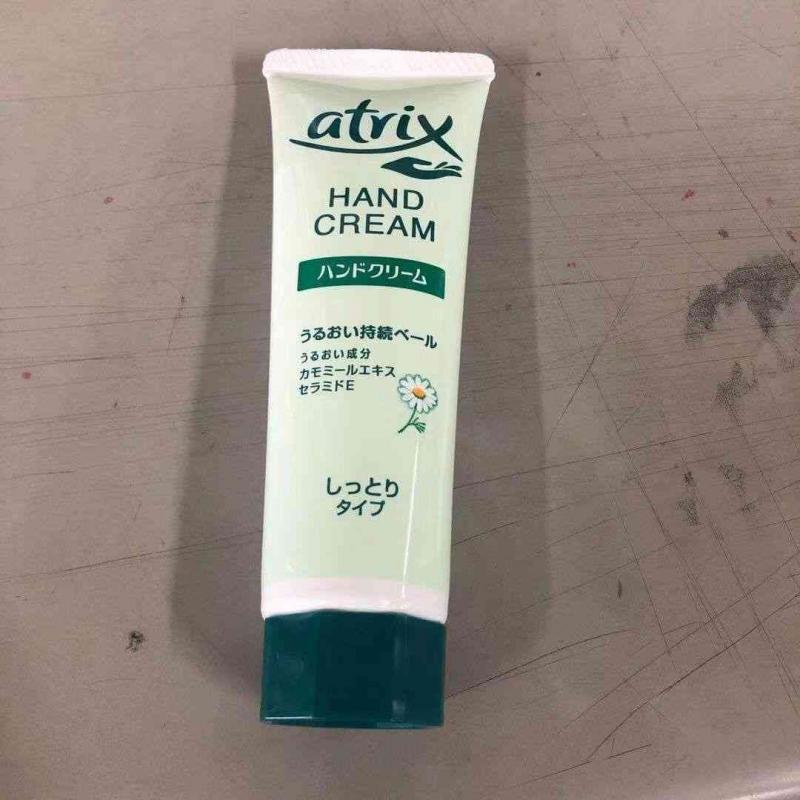 atrix
HAND
CREAM
ハンドクリーム
うるおい持続ベール
うるおい成分
カモミールエキス
セラミドE
しっとり
タイプ